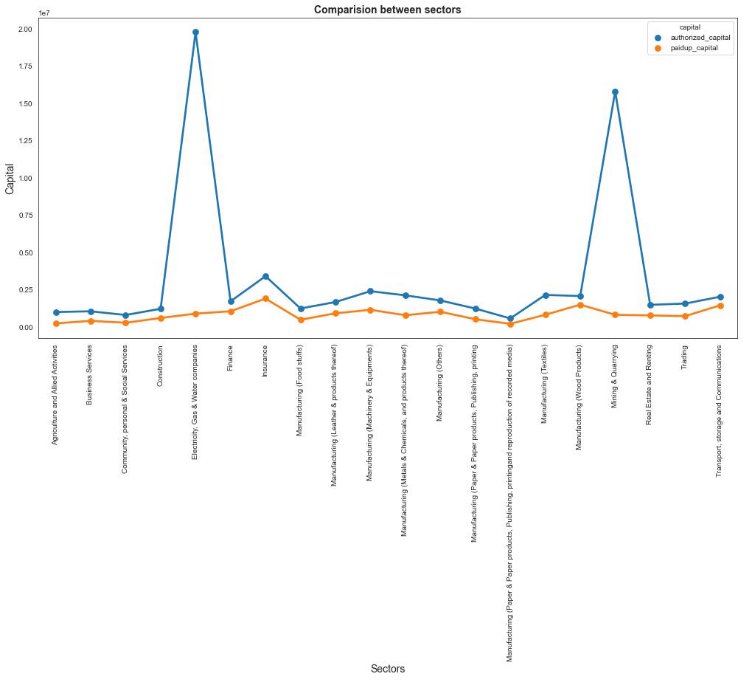 Comparision between sectors
1e7
capital
authorized_capital
paidup_capital
2.00
1.75
1.50
1.25
1.00
0.75
0.50
0.25
0.00
Capital
Agriculture and Allied Activities
Business Services
Community, personal & Social Services
Construction
Electricity, Gas & Water companies
Finance
Insurance
Manufacturing (Food stuffs)
Manufacturing (Leather & products thereof)
Manufacturing (Machinery & Equipments)
Manufacturing (Metals & Chemicals, and products thereof)
Manufacturing (Others)
Manufacturing (Paper & Paper products, Publishing, printing
Manufacturing (Paper & Paper products, Publishing, printingand reproduction of recorded media)
Manufacturing (Textiles)
Manufacturing (Wood Products)
Mining & Quarrying
Real Estate and Renting
Trading
Transport, storage and Communications
Sectors